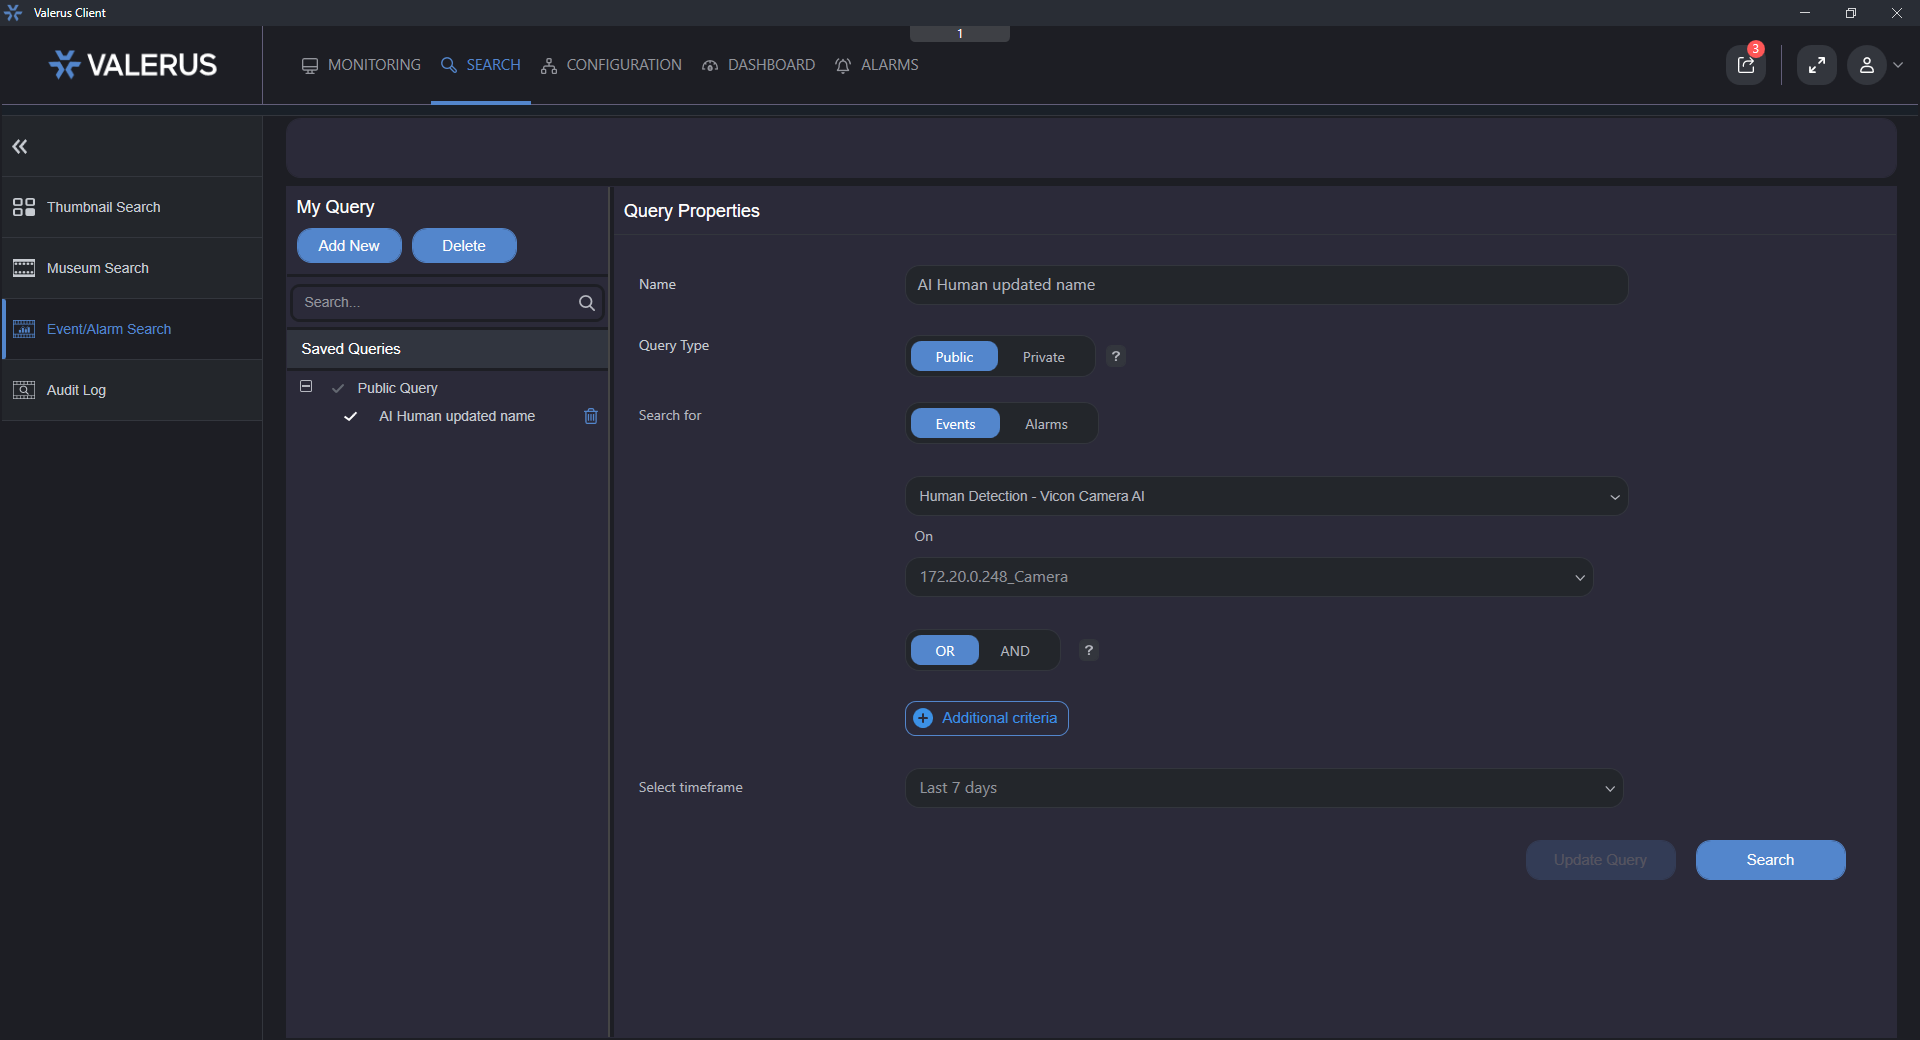 Valerus Client
1
VALERUS
MONITORING
SEARCH
CONFIGURATION
DASHBOARD
ALARMS
3
Thumbnail Search
Museum Search
Event/Alarm Search
Audit Log
My Query
Add New
Delete
Search...
Saved Queries
Public Query
AI Human updated name
Query Properties
Name
AI Human updated name
Query Type
Public
Private
?
Search for
Events
Alarms
Human Detection - Vicon Camera AI
On
172.20.0.248_Camera
OR
AND
?
Additional criteria
Select timeframe
Last 7 days
Update Query
Search